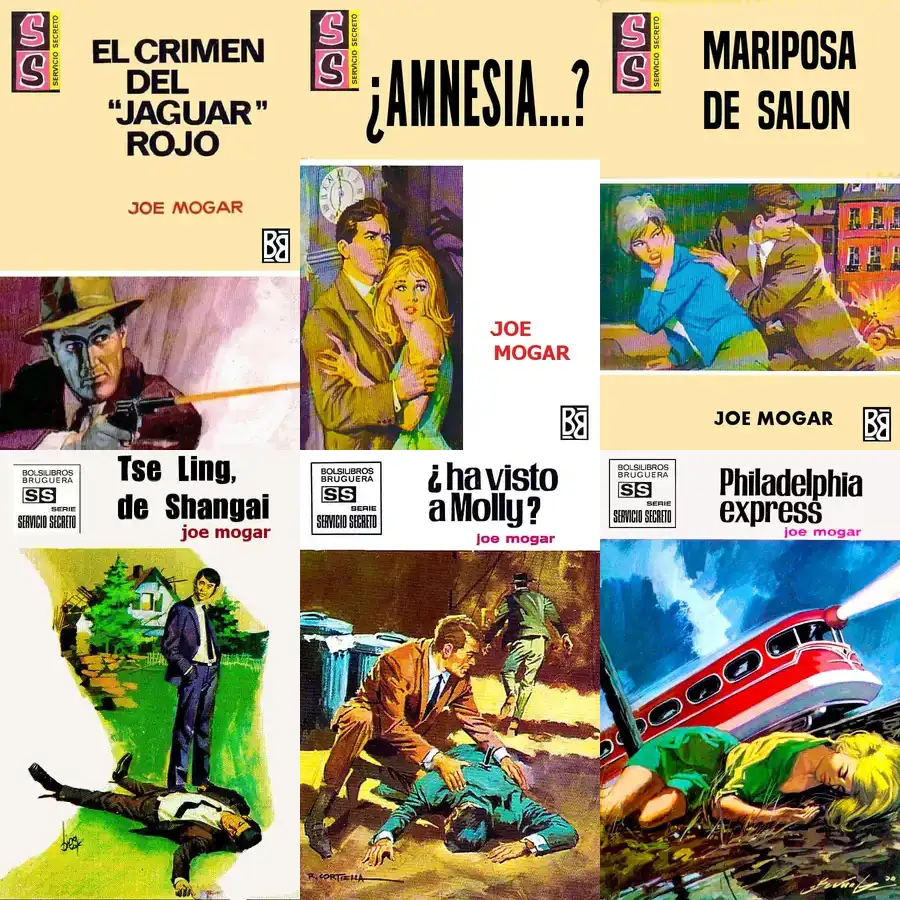 SS
SERVICIO SECRETO
EL CRIMEN
DEL
"JAGUAR"
ROJO
JOE MOGAR
BB
SS
SERVICIO SECRETO
¿AMNESIA...?
JOE
MOGAR
BB
SS
SERVICIO SECRETO
MARIPOSA
DE SALON
JOE MOGAR
BB
BOLSILIBROS
BRUGUERA
SS
SERIE
SERVICIO SECRETO
Tse Ling,
de Shangai
joe mogar
BOLSILIBROS
BRUGUERA
SS
SERIE
SERVICIO SECRETO
¿ha visto
a Molly?
joe mogar
R. CORTIELLA
BOLSILIBROS
BRUGUERA
SS
SERIE
SERVICIO SECRETO
Philadelphia
express
joe mogar